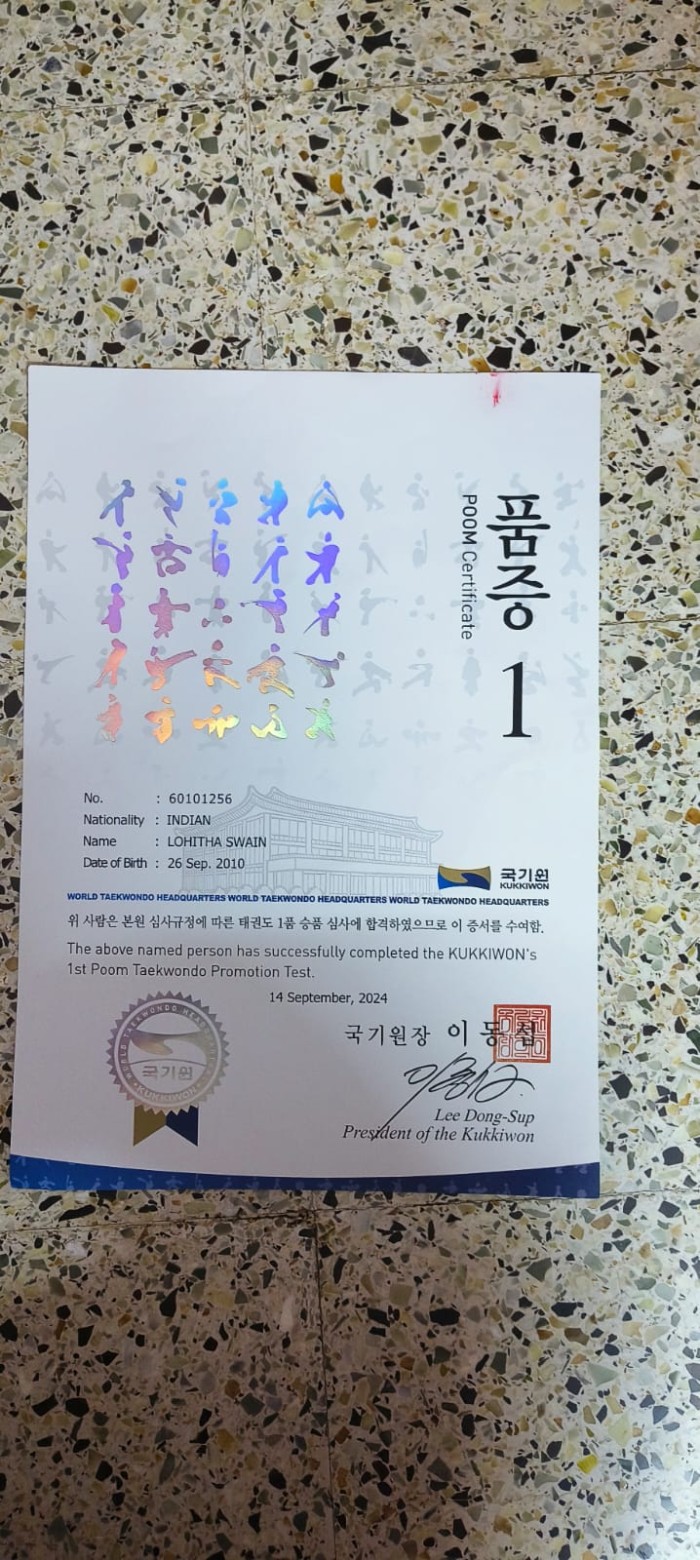 품증
POOM Certificate
1
No. : 60101256
Nationality : INDIAN
Name : LOHITHA SWAIN
Date of Birth : 26 Sep. 2010
국기원
KUKKIWON
WORLD TAEKWONDO HEADQUARTERS WORLD TAEKWONDO HEADQUARTERS WORLD TAEKWONDO HEADQUARTERS
위 사람은 본원 심사규정에 따른 태권도 1품 승품 심사에 합격하였으므로 이 증서를 수여함.
The above named person has successfully completed the KUKKIWON's
1st Poom Taekwondo Promotion Test.
14 September, 2024
국기원장 이동섭
Lee Dong-Sup
President of the Kukkiwon
WORLD TAEKWONDO HEADQUARTERS
국기원
KUKKIWON